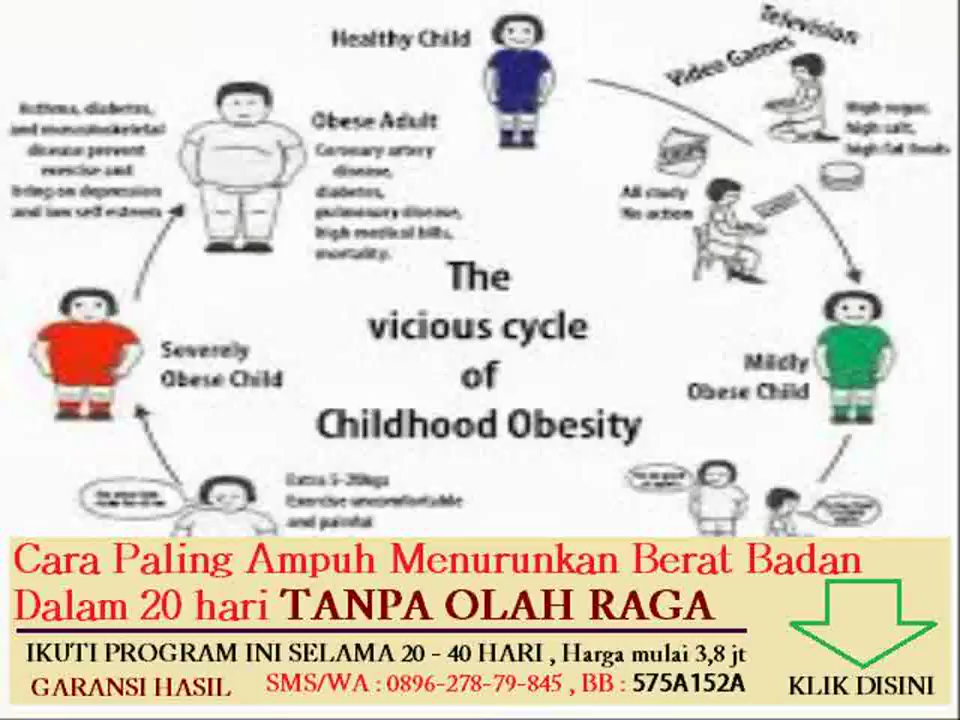 Television
Video Games
Healthy Child
High sugar,
high salt,
high fat foods
Asthma, diabetes,
and musculoskeletal
disease prevent
exercise and
bring on depression
and low self esteem
Obese Adult
Coronary artery
disease,
diabetes,
pulmonary disease,
high medical bills,
mortality.
All study
No action
The
vicious cycle
of
Childhood Obesity
Severely
Obese Child
Mildly
Obese Child
Extra 5-20kgs
Exercise uncomfortable
and painful
Cara Paling Ampuh Menurunkan Berat Badan
Dalam 20 hari TANPA OLAH RAGA
IKUTI PROGRAM INI SELAMA 20 - 40 HARI , Harga mulai 3,8 jt
GARANSI HASIL SMS/WA : 0896-278-79-845 , BB : 575A152A
KLIK DISINI